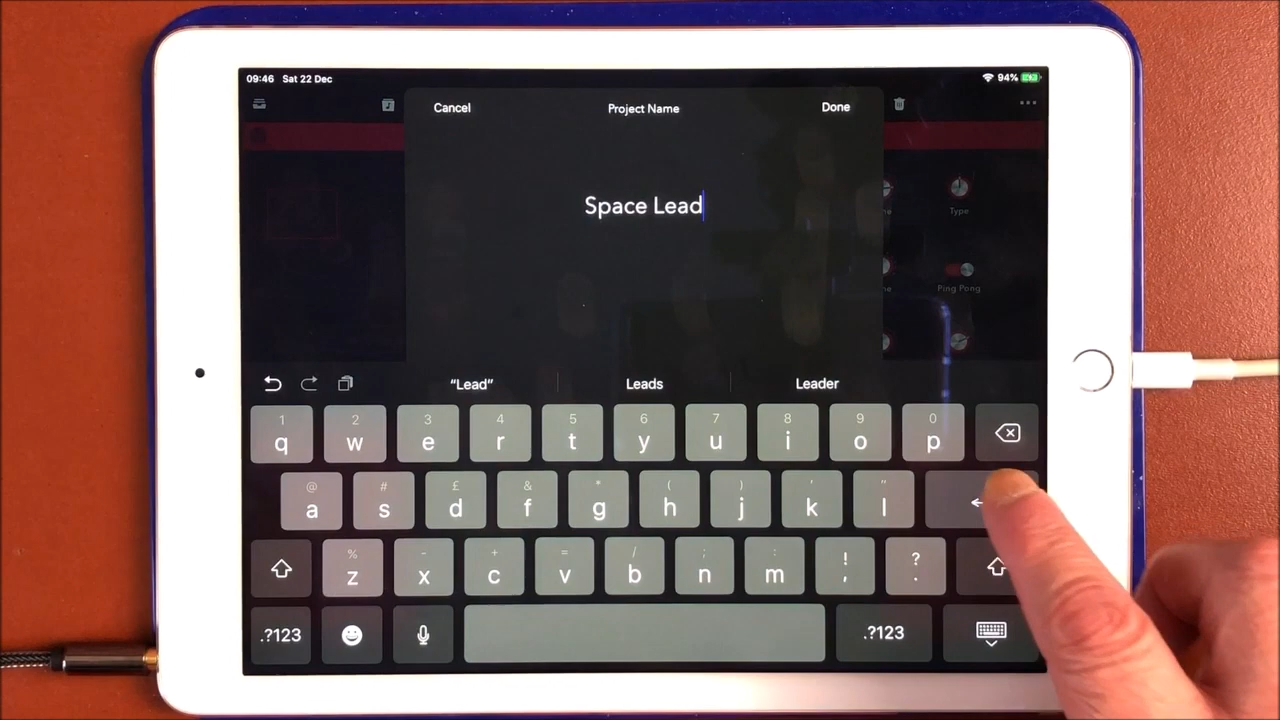 09:46 Sat 22 Dec 94%
Cancel Project Name Done
Space Lead
Type
Ping Pong
“Lead” Leads Leader
1 2 3 4 5 6 7 8 9 0
q w e r t y u i o p
@ # £ & * ( ) ' "
a s d f g h j k l
% - + = / ; : ! ?
z x c v b n m , .
.?123 .?123